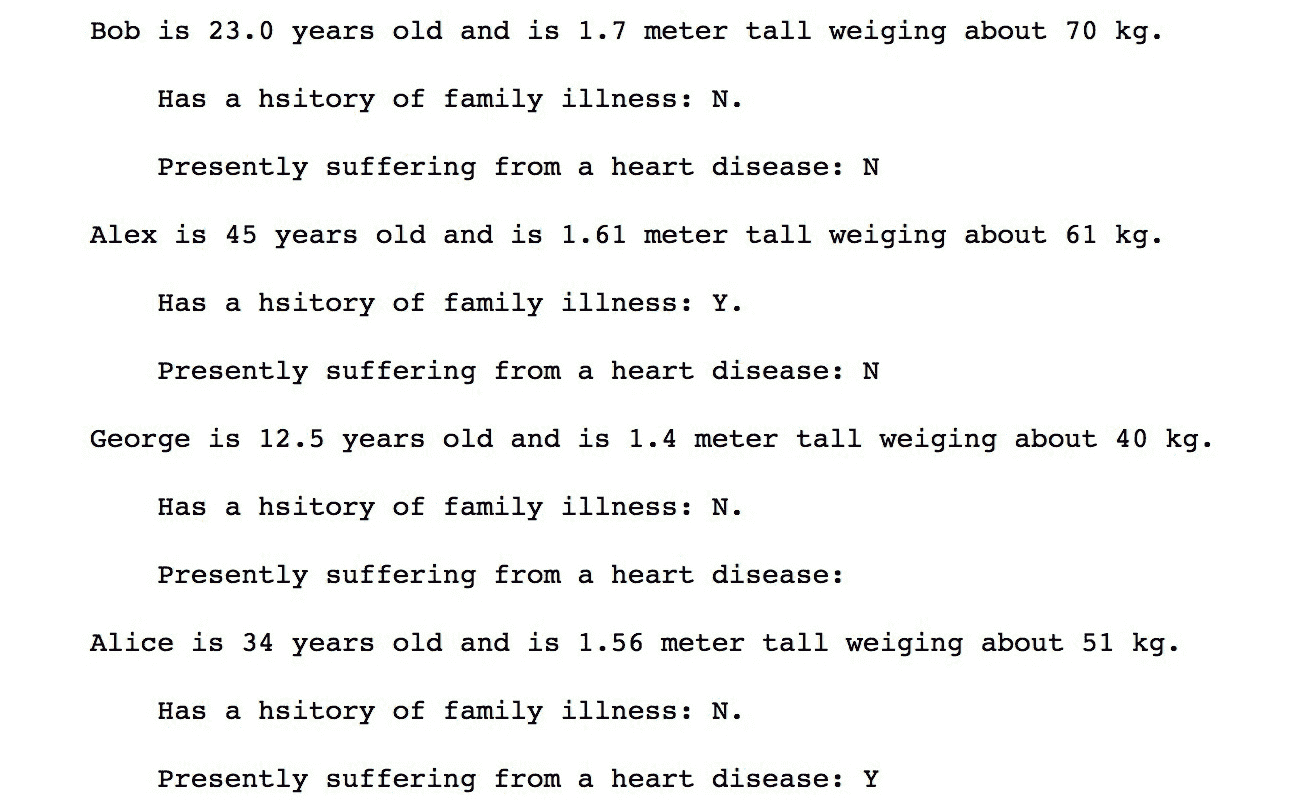 Bob is 23.0 years old and is 1.7 meter tall weiging about 70 kg.
Has a hsitory of family illness: N.
Presently suffering from a heart disease: N
Alex is 45 years old and is 1.61 meter tall weiging about 61 kg.
Has a hsitory of family illness: Y.
Presently suffering from a heart disease: N
George is 12.5 years old and is 1.4 meter tall weiging about 40 kg.
Has a hsitory of family illness: N.
Presently suffering from a heart disease:
Alice is 34 years old and is 1.56 meter tall weiging about 51 kg.
Has a hsitory of family illness: N.
Presently suffering from a heart disease: Y